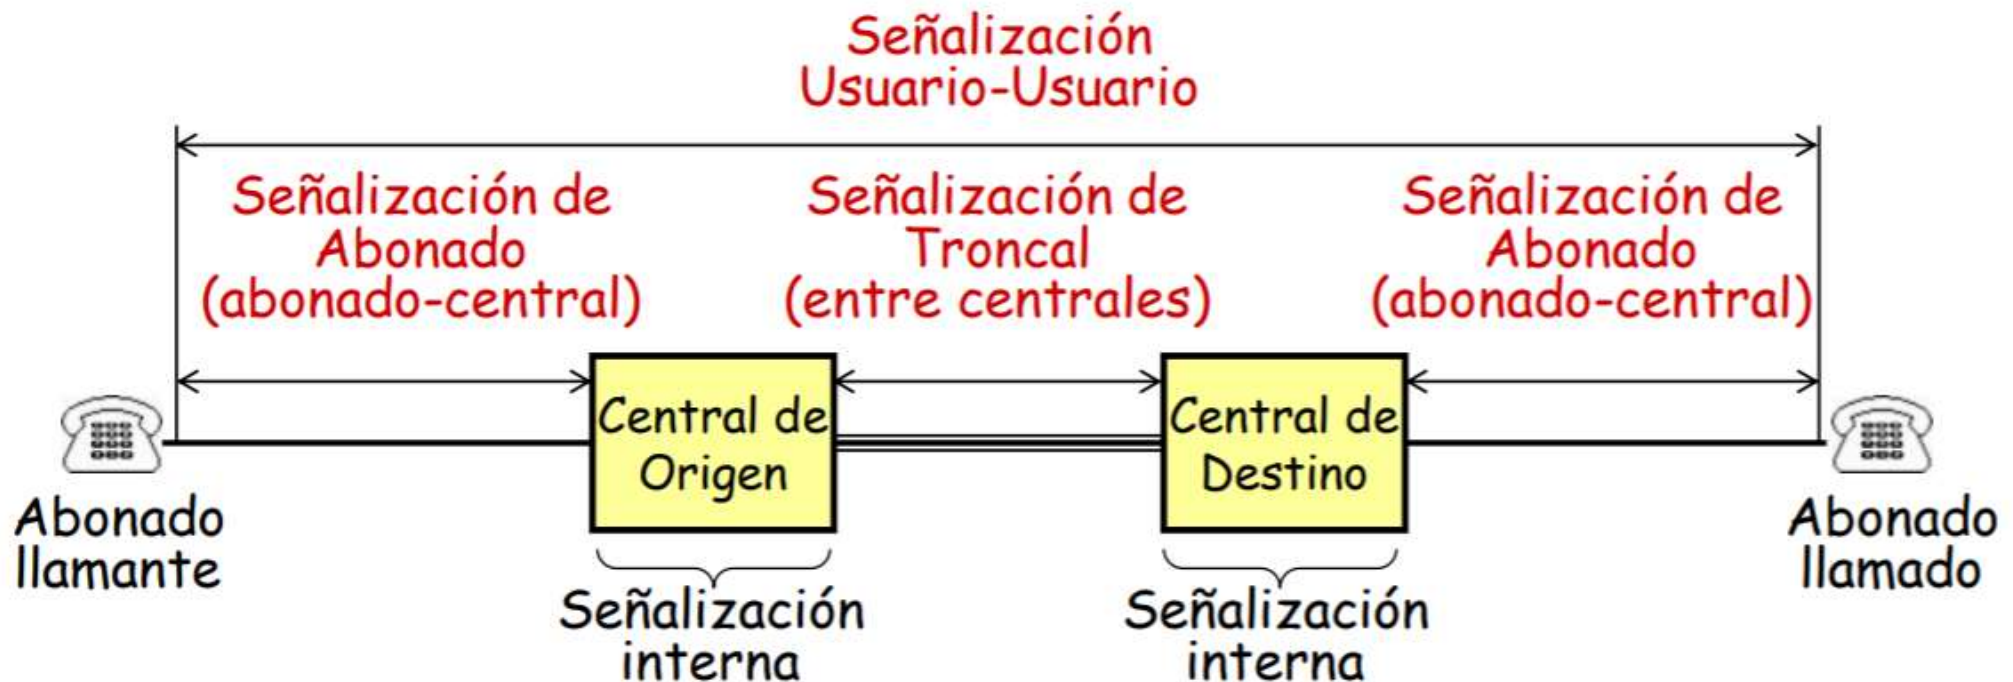 Señalización
Usuario-Usuario
Señalización de
Abonado
(abonado-central)
Señalización de
Troncal
(entre centrales)
Señalización de
Abonado
(abonado-central)
Central de
Origen
Central de
Destino
Abonado
llamante
Abonado
llamado
Señalización
interna
Señalización
interna